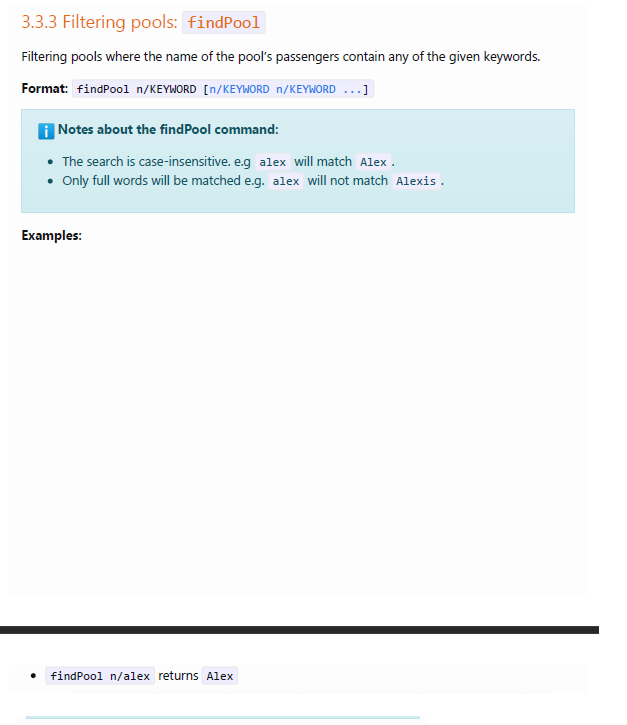 3.3.3 Filtering pools: findPool
Filtering pools where the name of the pool's passengers contain any of the given keywords.
Format: findPool n/KEYWORD [n/KEYWORD n/KEYWORD ...]
Notes about the findPool command:
• The search is case-insensitive. e.g alex will match Alex .
• Only full words will be matched e.g. alex will not match Alexis .
Examples:
• findPool n/alex returns Alex